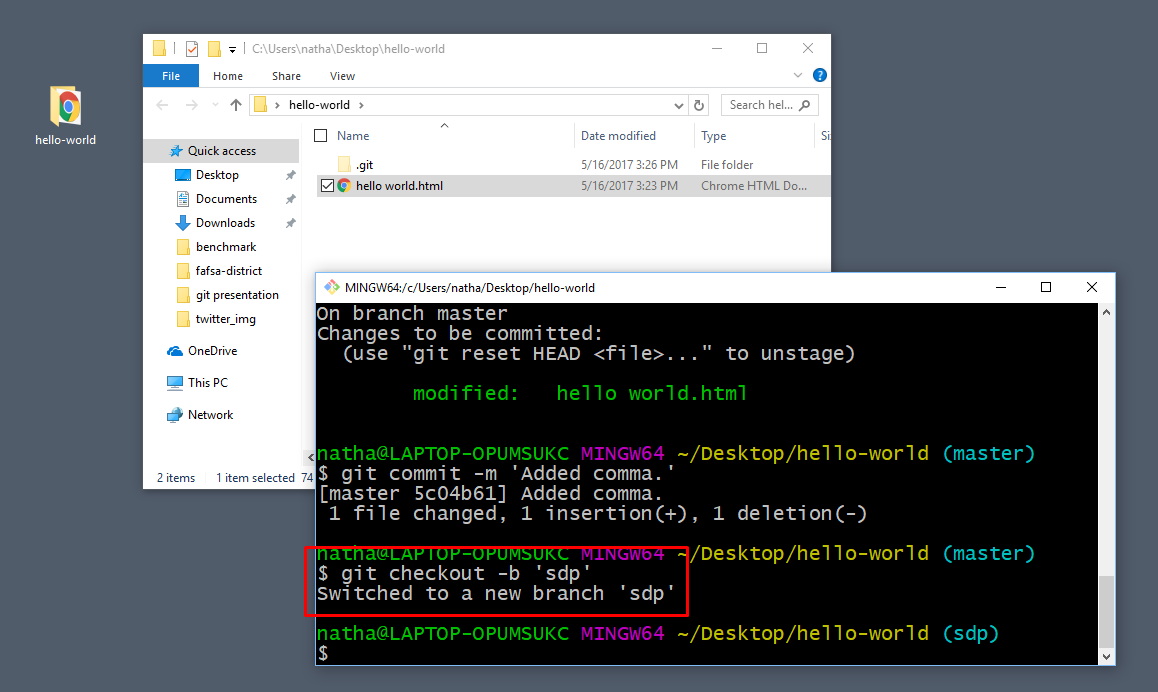 hello-world
C:\Users\natha\Desktop\hello-world
File Home Share View
hello-world
Search hel...
Name Date modified Type Si
.git 5/16/2017 3:26 PM File folder
hello world.html 5/16/2017 3:23 PM Chrome HTML Do...
Quick access
Desktop
Documents
Downloads
benchmark
fafsa-district
git presentation
twitter_img
OneDrive
This PC
Network
2 items 1 item selected 74
MINGW64:/c/Users/natha/Desktop/hello-world
On branch master
Changes to be committed:
(use "git reset HEAD <file>..." to unstage)
modified: hello world.html
natha@LAPTOP-OPUMSUKC MINGW64 ~/Desktop/hello-world (master)
$ git commit -m 'Added comma.'
[master 5c04b61] Added comma.
1 file changed, 1 insertion(+), 1 deletion(-)
natha@LAPTOP-OPUMSUKC MINGW64 ~/Desktop/hello-world (master)
$ git checkout -b 'sdp'
Switched to a new branch 'sdp'
natha@LAPTOP-OPUMSUKC MINGW64 ~/Desktop/hello-world (sdp)
$